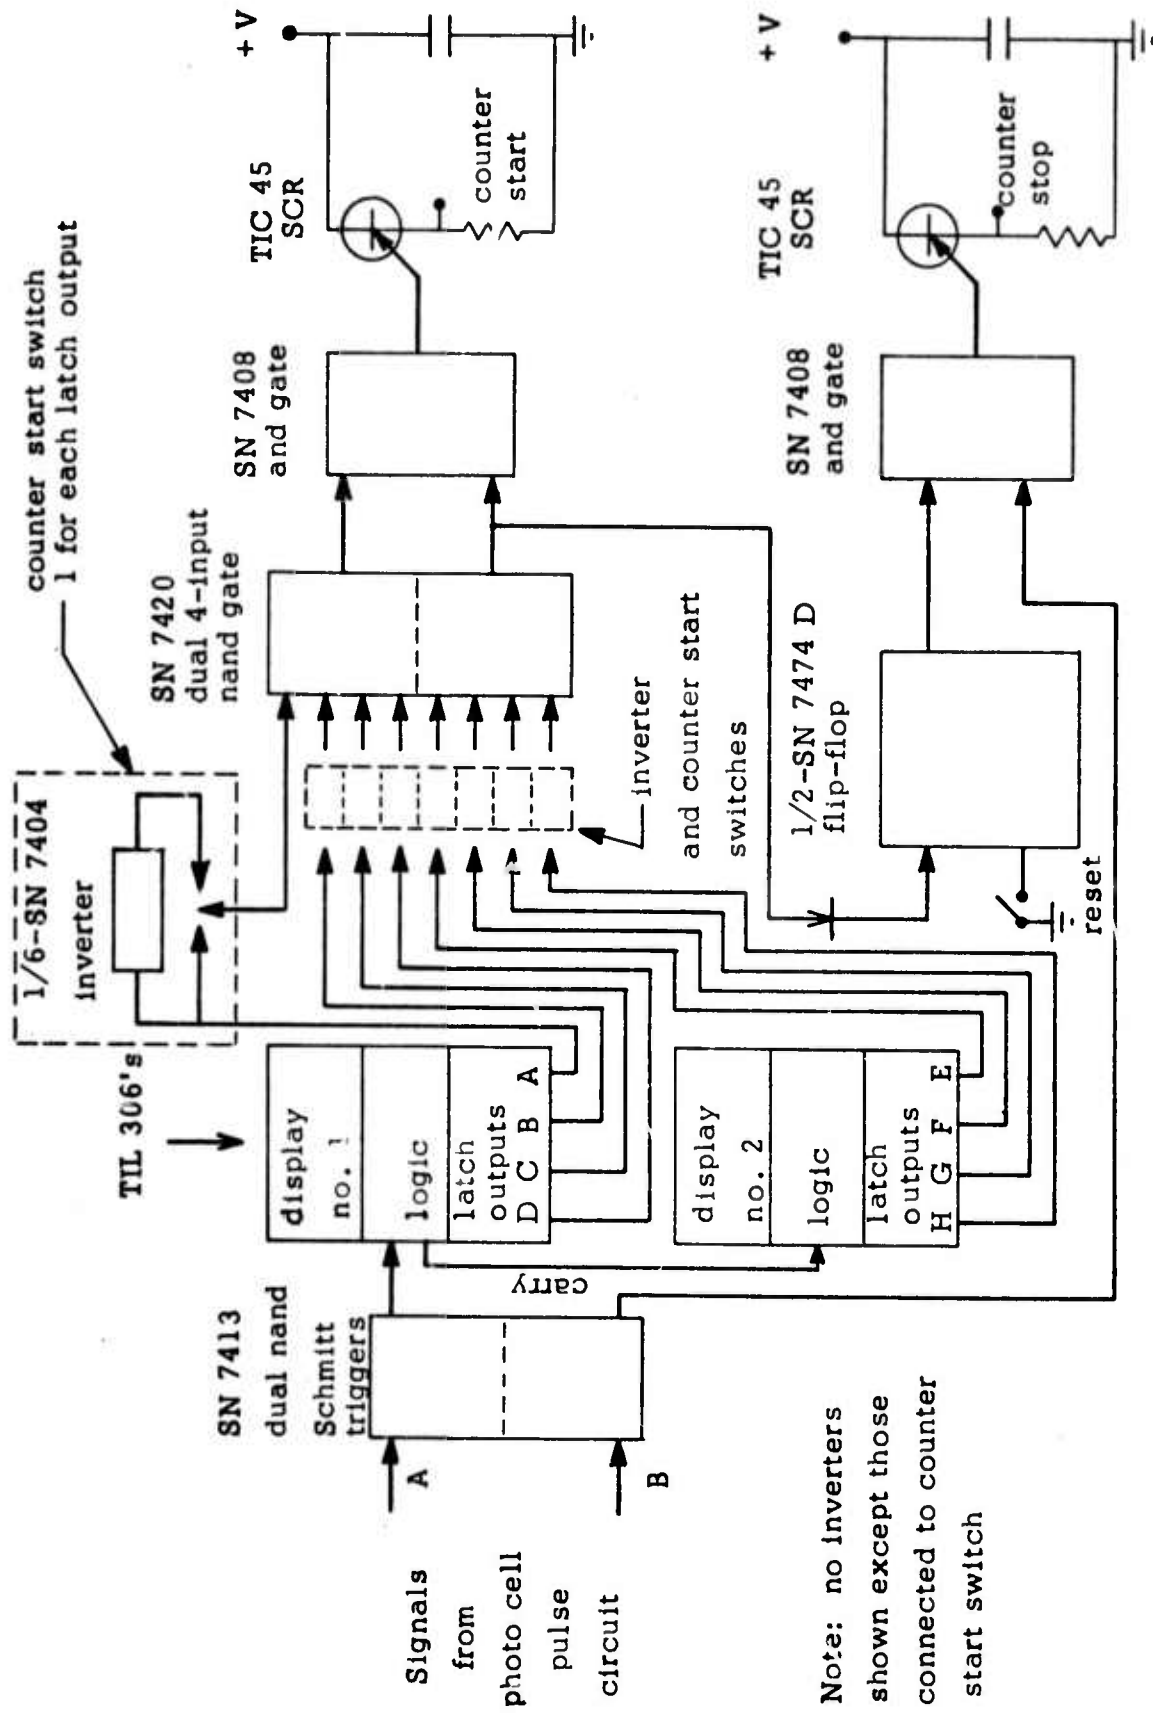 counter start switch
1 for each latch output
1/6-SN 7404
inverter
SN 7420
dual 4-input
nand gate
SN 7408
and gate
TIC 45
SCR
+ V
counter
start
TIL 306's
display
no. 1
logic
latch
outputs
D C B A
SN 7413
dual nand
Schmitt
triggers
A
B
carry
Signals
from
photo cell
pulse
circuit
display
no. 2
logic
latch
outputs
H G F E
inverter
and counter start
switches
1/2-SN 7474 D
flip-flop
reset
SN 7408
and gate
TIC 45
SCR
+ V
counter
stop
Note: no inverters
shown except those
connected to counter
start switch